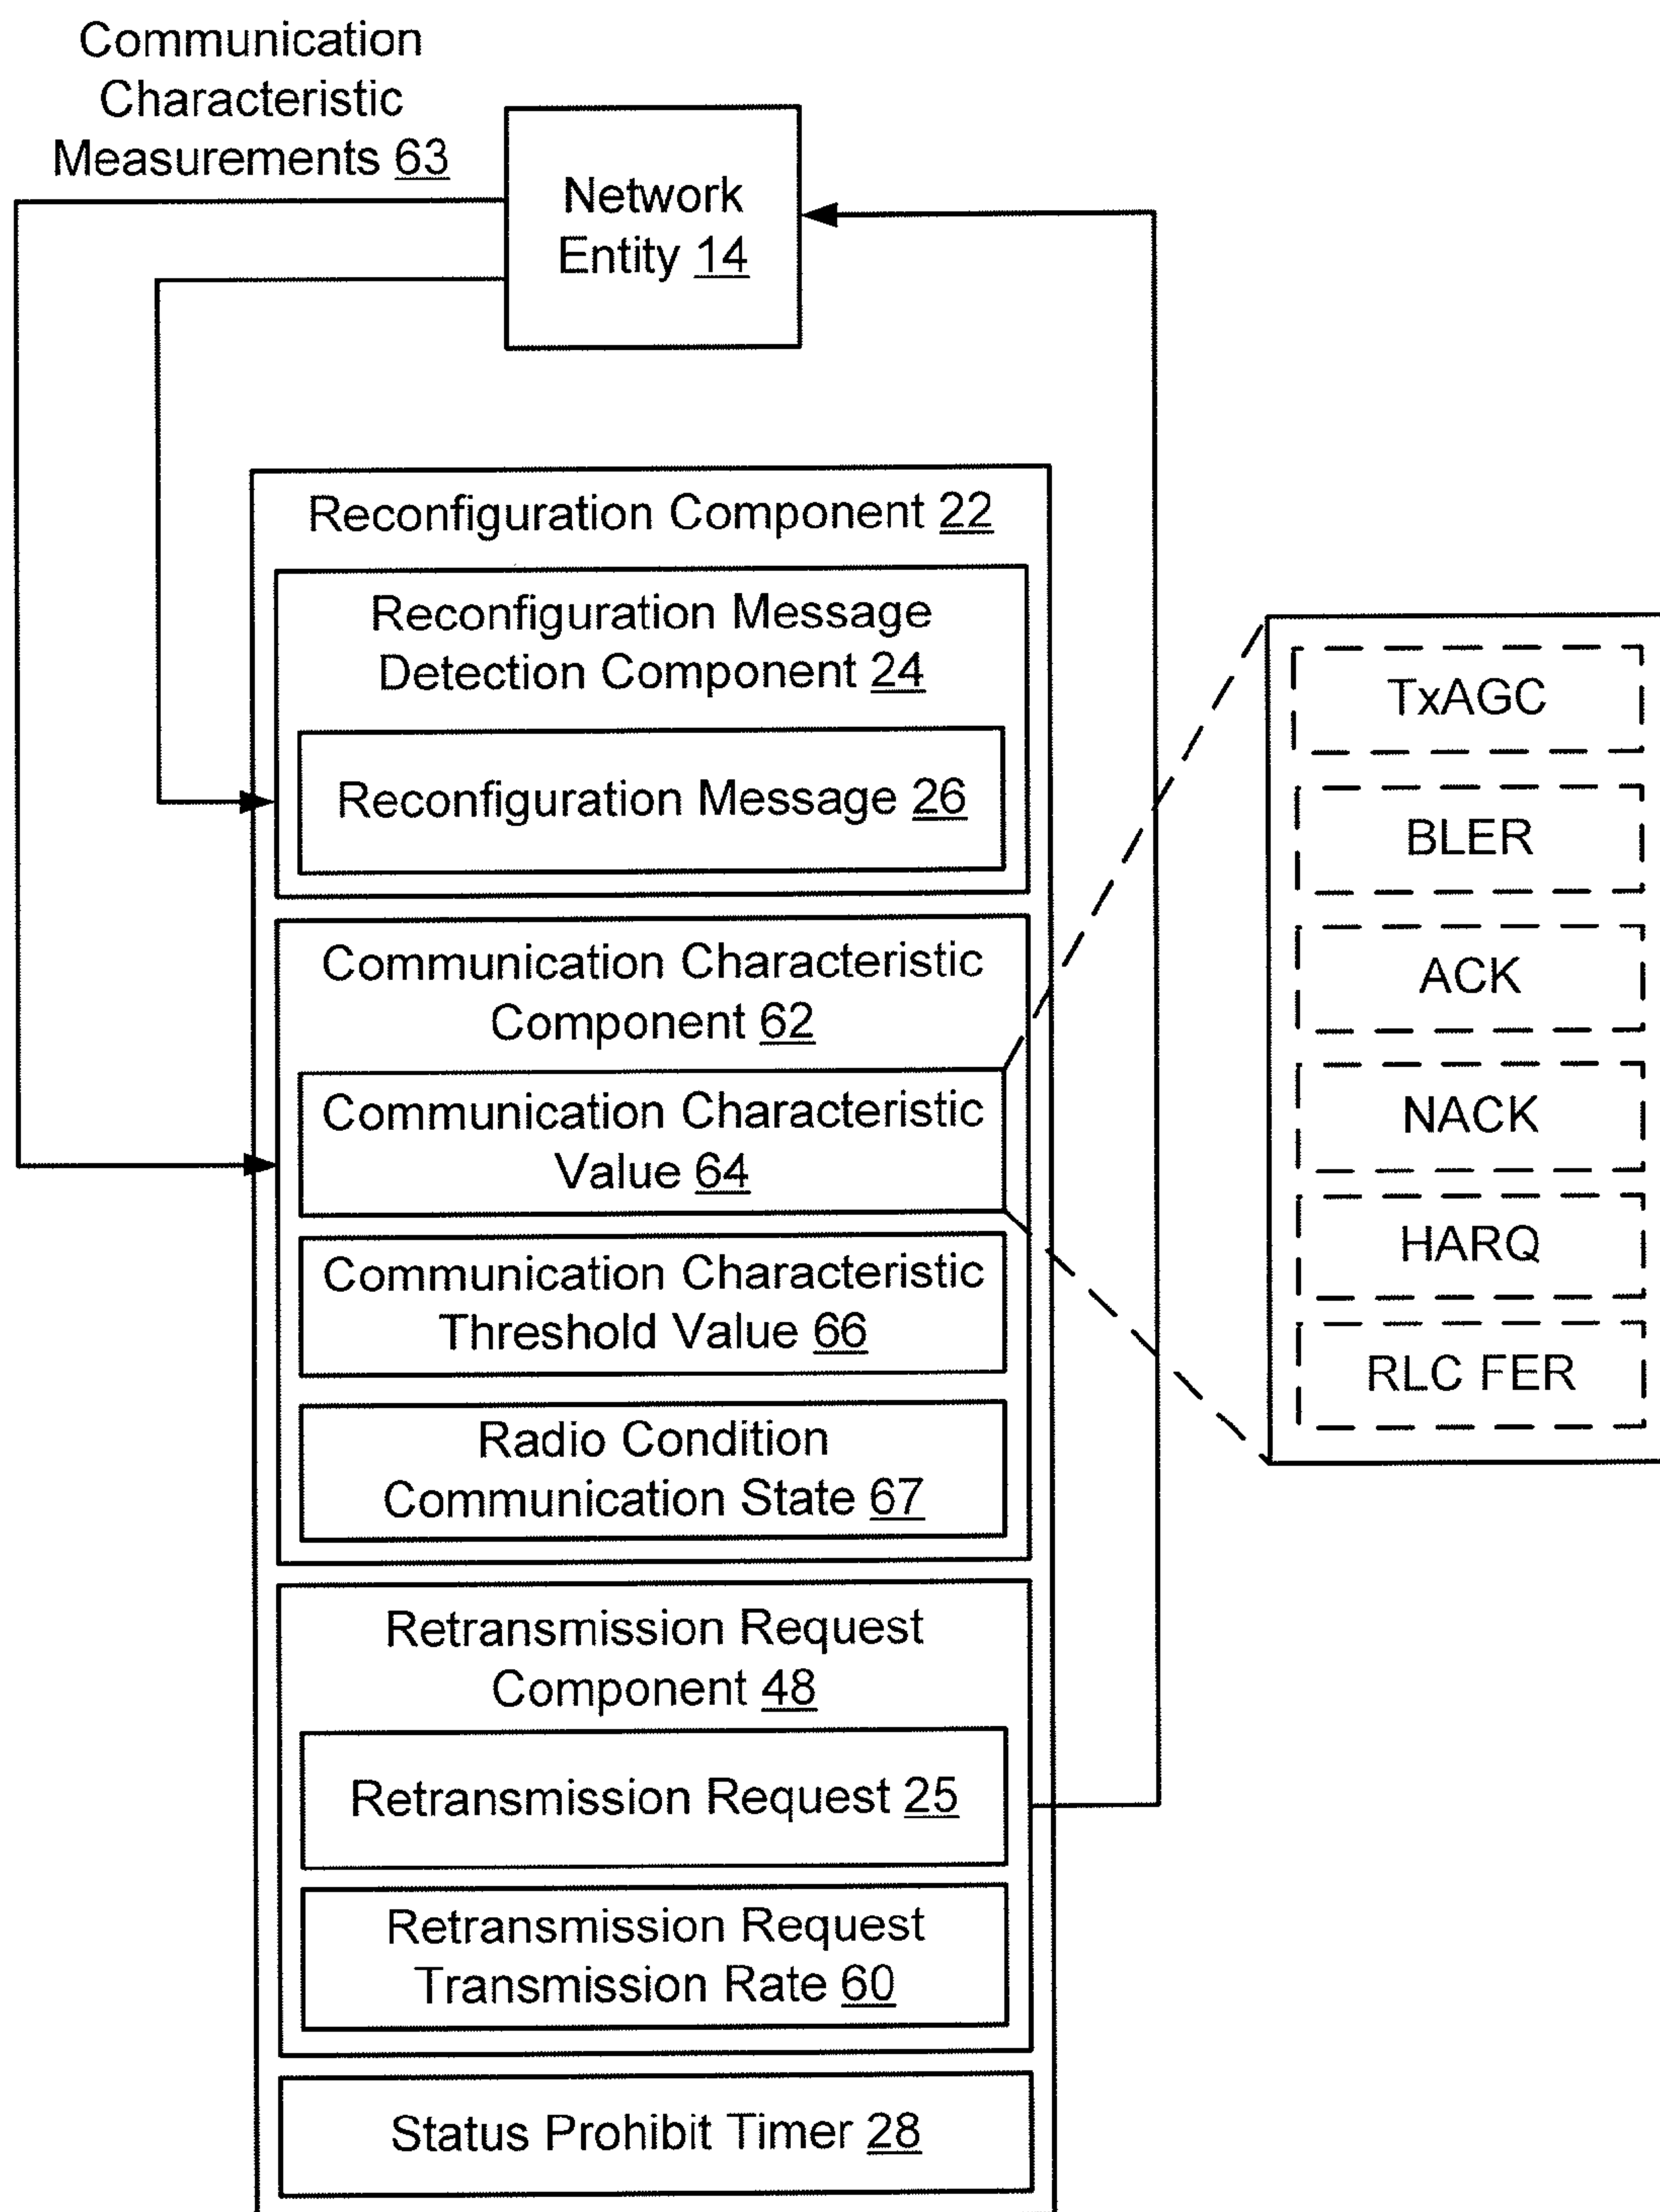 Communication
Characteristic
Measurements 63
Network
Entity 14
Reconfiguration Component 22
Reconfiguration Message
Detection Component 24
Reconfiguration Message 26
Communication Characteristic
Component 62
Communication Characteristic
Value 64
Communication Characteristic
Threshold Value 66
Radio Condition
Communication State 67
Retransmission Request
Component 48
Retransmission Request 25
Retransmission Request
Transmission Rate 60
Status Prohibit Timer 28
TxAGC
BLER
ACK
NACK
HARQ
RLC FER